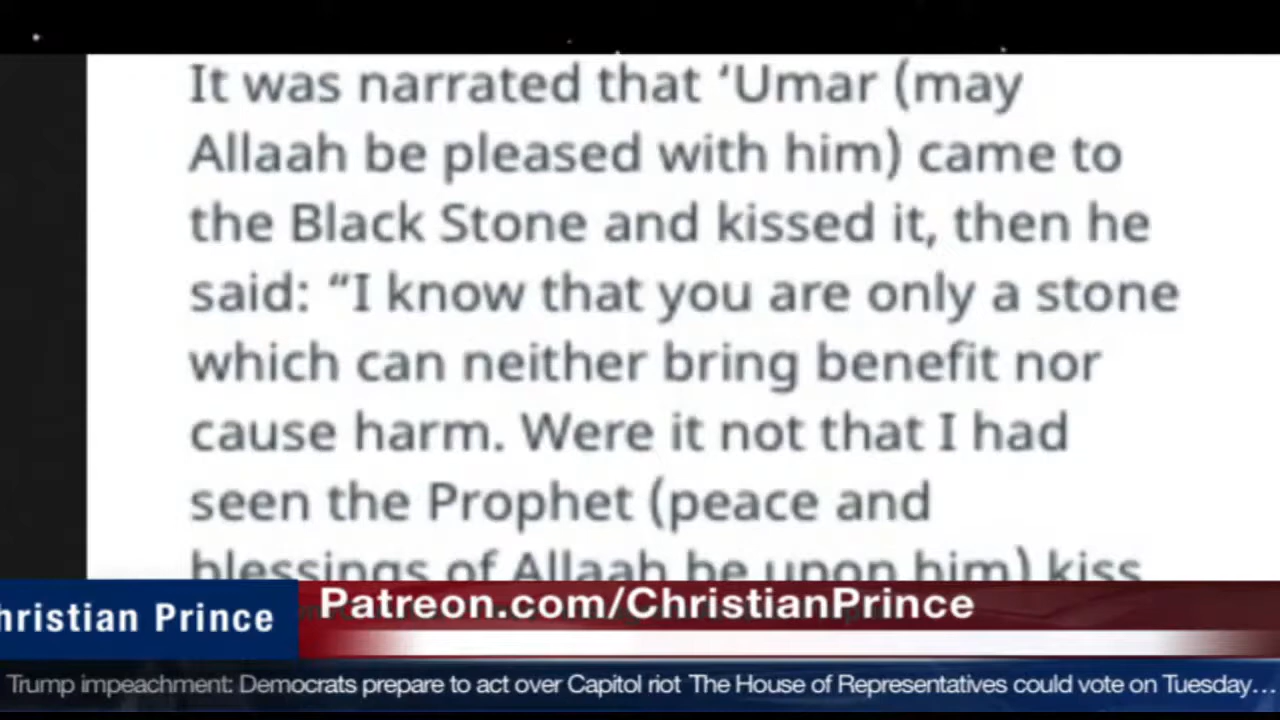 It was narrated that ‘Umar (may
Allaah be pleased with him) came to
the Black Stone and kissed it, then he
said: “I know that you are only a stone
which can neither bring benefit nor
cause harm. Were it not that I had
seen the Prophet (peace and
blessings of Allaah be upon him) kiss
hristian Prince
Patreon.com/ChristianPrince
Trump impeachment: Democrats prepare to act over Capitol riot The House of Representatives could vote on Tuesday...